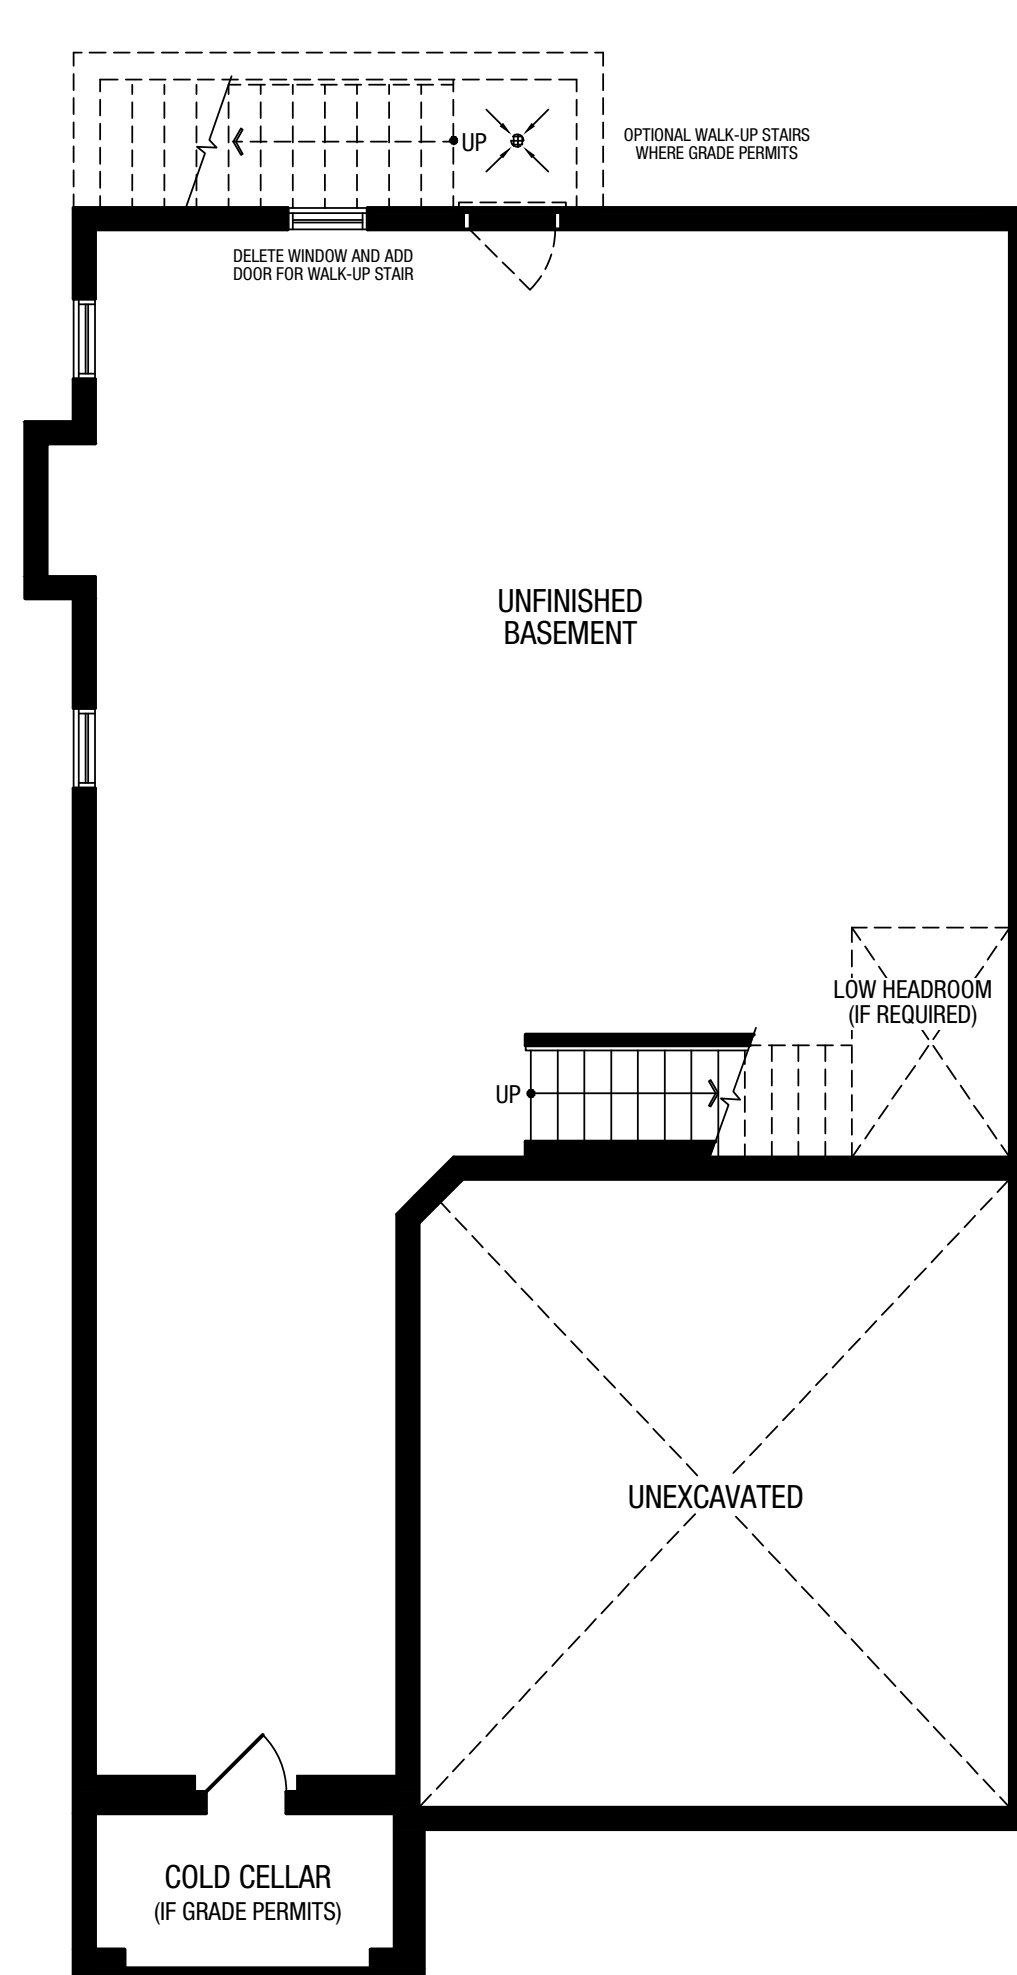 UP
OPTIONAL WALK-UP STAIRS
WHERE GRADE PERMITS
DELETE WINDOW AND ADD
DOOR FOR WALK-UP STAIR
UNFINISHED
BASEMENT
LOW HEADROOM
(IF REQUIRED)
UP
UNEXCAVATED
COLD CELLAR
(IF GRADE PERMITS)